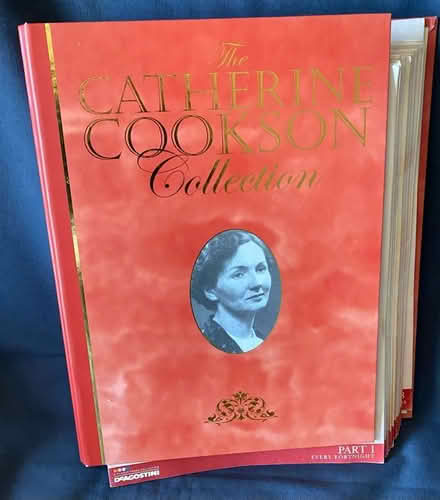 The
CATHERINE
COOKSON
Collection
PART 1
EVERY FORTNIGHT
DEAGOSTINI